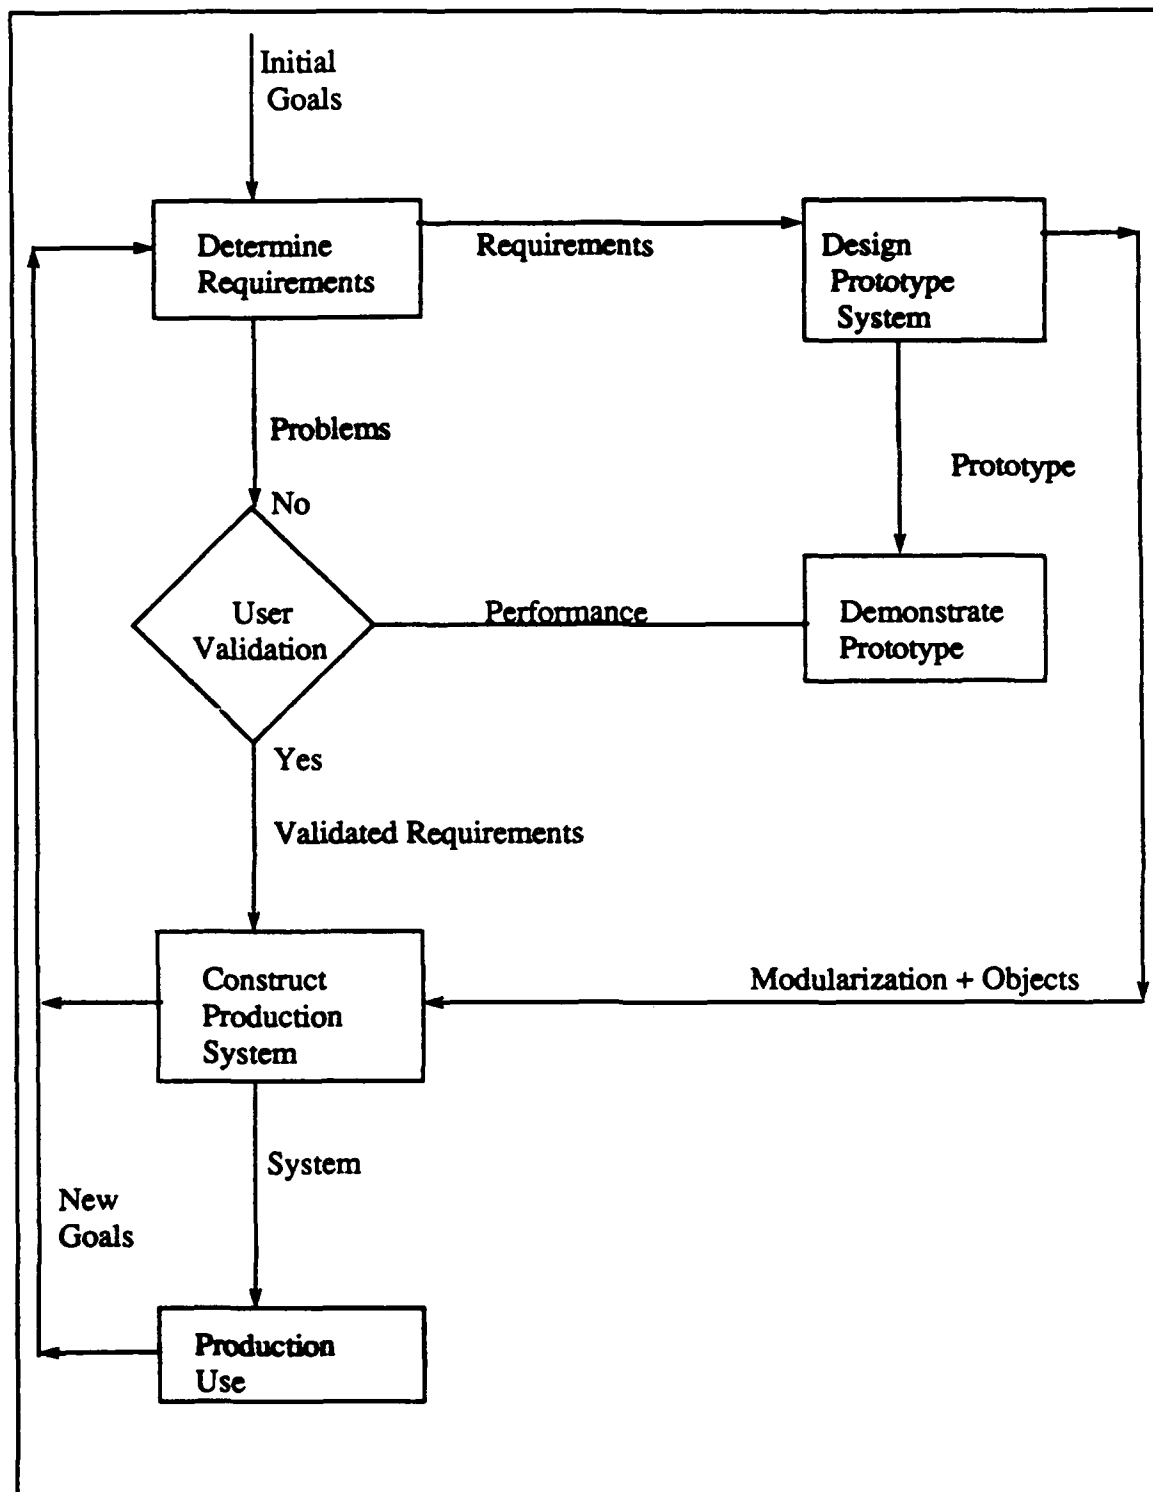 Initial
Goals
Determine
Requirements
Requirements
Design
Prototype
System
Problems
No
Prototype
User
Validation
Performance
Demonstrate
Prototype
Yes
Validated Requirements
Construct
Production
System
Modularization + Objects
System
New
Goals
Production
Use